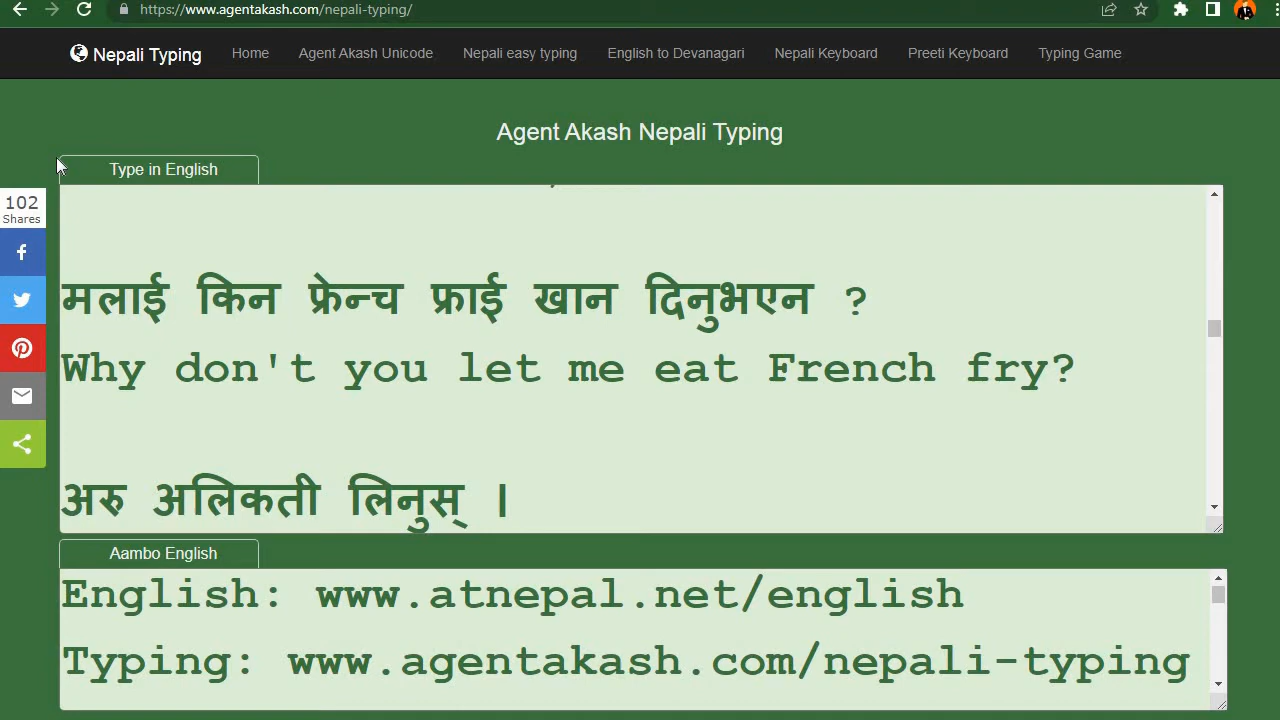 https://www.agentakash.com/nepali-typing/
Nepali Typing Home Agent Akash Unicode Nepali easy typing English to Devanagari Nepali Keyboard Preeti Keyboard Typing Game
Agent Akash Nepali Typing
Type in English
102
Shares
मलाई किन फ्रेन्च फ्राई खान दिनुभएन ?
Why don't you let me eat French fry?
अरु अलिकती लिनुस् ।
Aambo English
English: www.atnepal.net/english
Typing: www.agentakash.com/nepali-typing